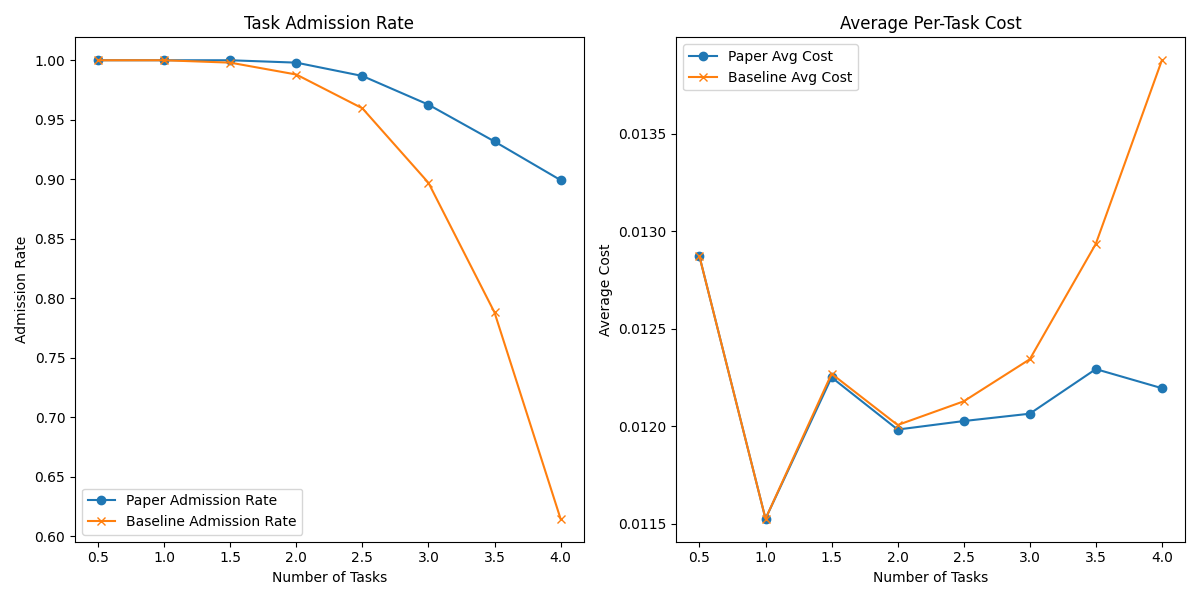 Task Admission Rate
Admission Rate
1.00
0.95
0.90
0.85
0.80
0.75
0.70
0.65
0.60
Paper Admission Rate
Baseline Admission Rate
0.5 1.0 1.5 2.0 2.5 3.0 3.5 4.0
Number of Tasks
Average Per-Task Cost
Paper Avg Cost
Baseline Avg Cost
Average Cost
0.0135
0.0130
0.0125
0.0120
0.0115
0.5 1.0 1.5 2.0 2.5 3.0 3.5 4.0
Number of Tasks